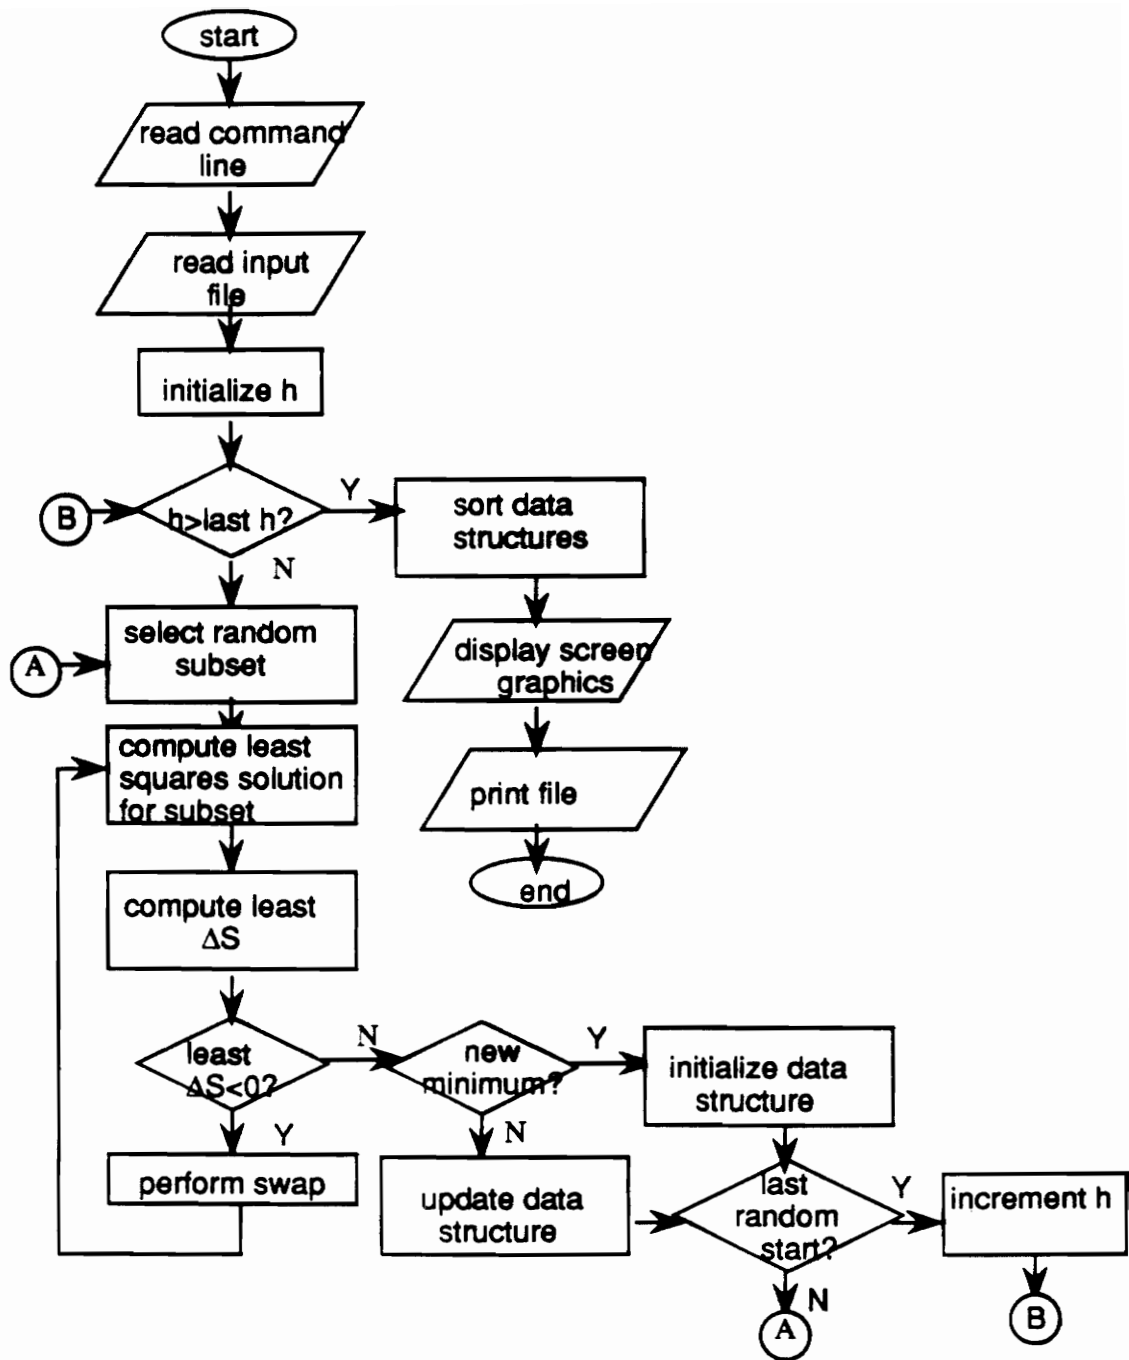 start
read command
line
read input
file
initialize h
B
h>last h?
Y
N
sort data
structures
A
select random
subset
display screen
graphics
compute least
squares solution
for subset
print file
end
compute least
ΔS
least
ΔS<0?
N
Y
new
minimum?
Y
N
initialize data
structure
perform swap
update data
structure
last
random
start?
Y
N
increment h
A
B